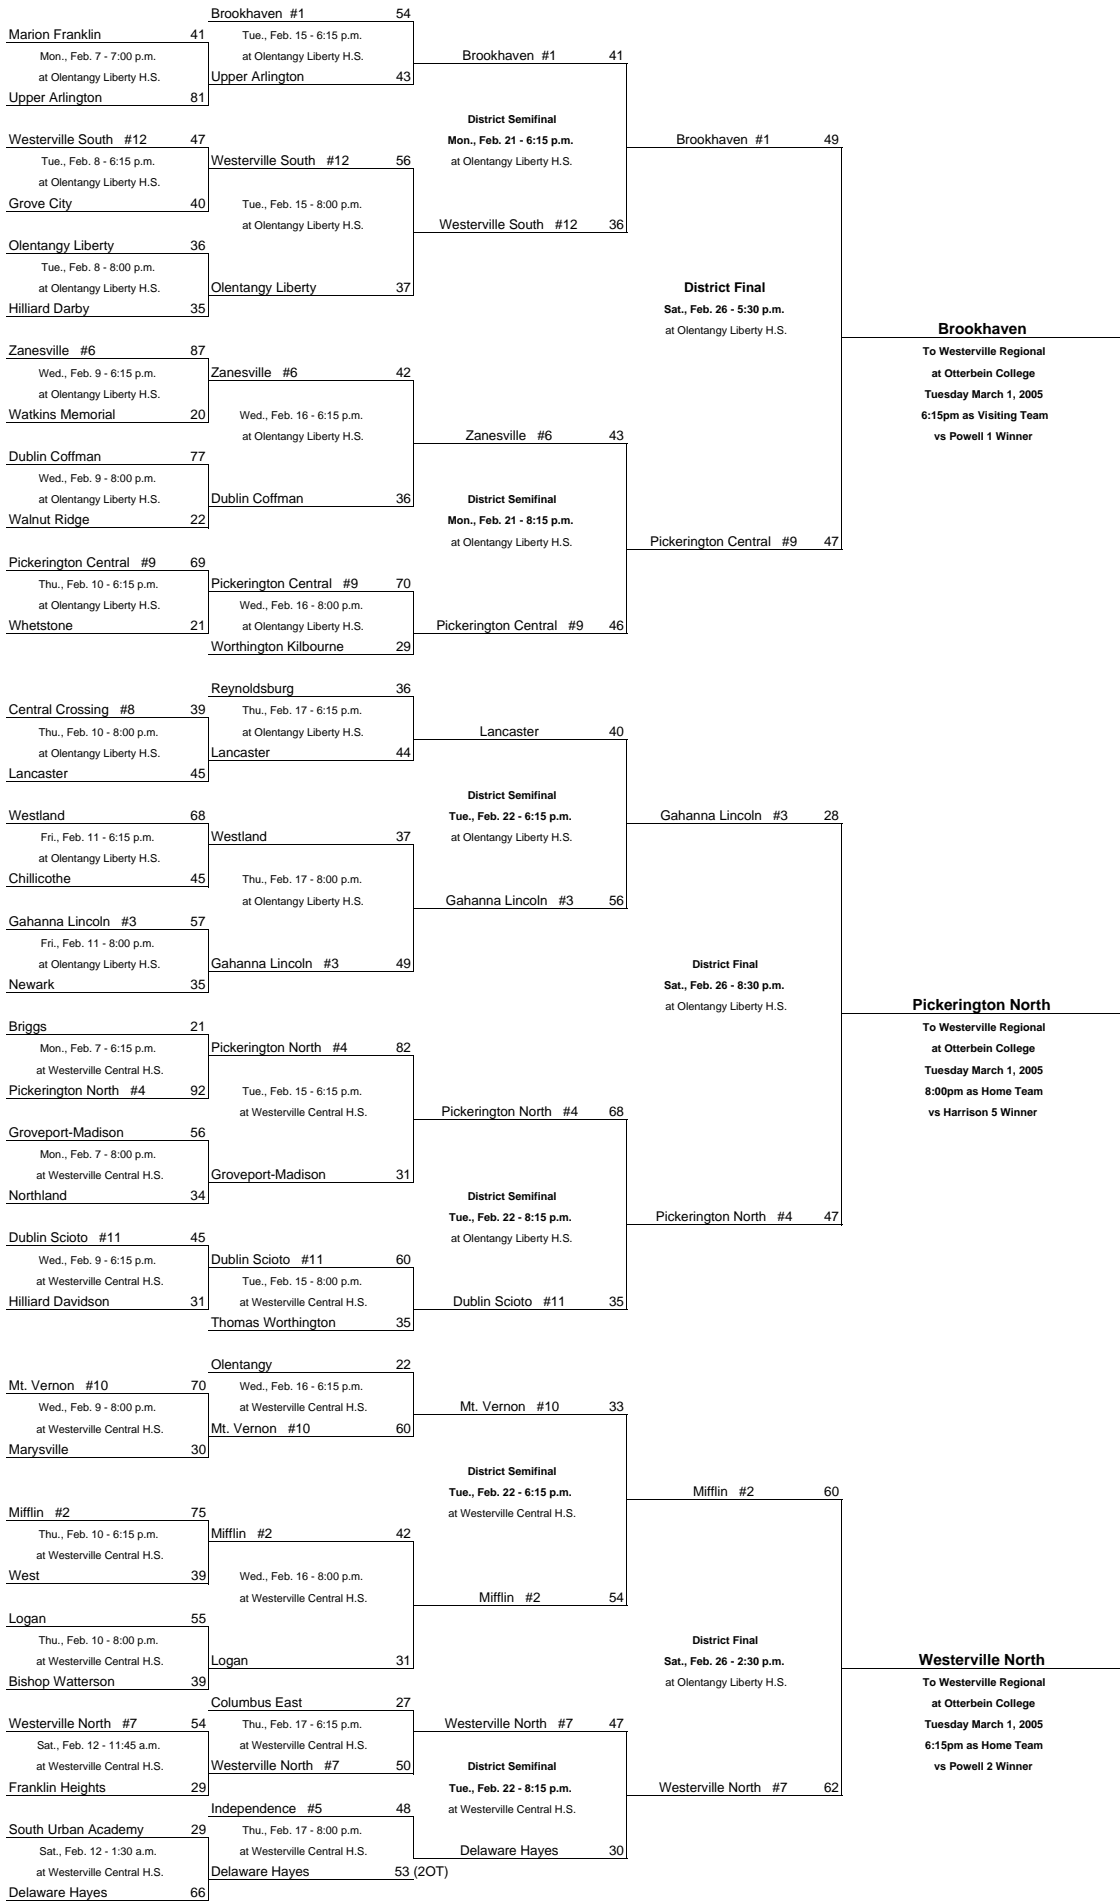 Brookhaven #1 54
Marion Franklin 41
Tue., Feb. 15 - 6:15 p.m.
Mon., Feb. 7 - 7:00 p.m.
at Olentangy Liberty H.S.
Brookhaven #1 41
at Olentangy Liberty H.S.
Upper Arlington 43
Upper Arlington 81
District Semifinal
Westerville South #12 47
Mon., Feb. 21 - 6:15 p.m.
Brookhaven #1 49
Tue., Feb. 8 - 6:15 p.m.
Westerville South #12 56
at Olentangy Liberty H.S.
at Olentangy Liberty H.S.
Grove City 40
Tue., Feb. 15 - 8:00 p.m.
at Olentangy Liberty H.S.
Westerville South #12 36
Olentangy Liberty 36
Tue., Feb. 8 - 8:00 p.m.
at Olentangy Liberty H.S.
Olentangy Liberty 37
District Final
Hilliard Darby 35
Sat., Feb. 26 - 5:30 p.m.
at Olentangy Liberty H.S.
Brookhaven
Zanesville #6 87
To Westerville Regional
Wed., Feb. 9 - 6:15 p.m.
Zanesville #6 42
at Otterbein College
at Olentangy Liberty H.S.
Tuesday March 1, 2005
Watkins Memorial 20
Wed., Feb. 16 - 6:15 p.m.
6:15pm as Visiting Team
at Olentangy Liberty H.S.
Zanesville #6 43
vs Powell 1 Winner
Dublin Coffman 77
Wed., Feb. 9 - 8:00 p.m.
at Olentangy Liberty H.S.
Dublin Coffman 36
District Semifinal
Walnut Ridge 22
Mon., Feb. 21 - 8:15 p.m.
at Olentangy Liberty H.S.
Pickerington Central #9 47
Pickerington Central #9 69
Thu., Feb. 10 - 6:15 p.m.
Pickerington Central #9 70
at Olentangy Liberty H.S.
Wed., Feb. 16 - 8:00 p.m.
Whetstone 21
at Olentangy Liberty H.S.
Pickerington Central #9 46
Worthington Kilbourne 29
Reynoldsburg 36
Central Crossing #8 39
Thu., Feb. 17 - 6:15 p.m.
Thu., Feb. 10 - 8:00 p.m.
at Olentangy Liberty H.S.
Lancaster 40
at Olentangy Liberty H.S.
Lancaster 44
Lancaster 45
District Semifinal
Westland 68
Tue., Feb. 22 - 6:15 p.m.
Gahanna Lincoln #3 28
Fri., Feb. 11 - 6:15 p.m.
Westland 37
at Olentangy Liberty H.S.
at Olentangy Liberty H.S.
Chillicothe 45
Thu., Feb. 17 - 8:00 p.m.
at Olentangy Liberty H.S.
Gahanna Lincoln #3 56
Gahanna Lincoln #3 57
Fri., Feb. 11 - 8:00 p.m.
at Olentangy Liberty H.S.
Gahanna Lincoln #3 49
District Final
Newark 35
Sat., Feb. 26 - 8:30 p.m.
at Olentangy Liberty H.S.
Pickerington North
Briggs 21
To Westerville Regional
Mon., Feb. 7 - 6:15 p.m.
Pickerington North #4 82
at Otterbein College
at Westerville Central H.S.
Tuesday March 1, 2005
Pickerington North #4 92
Tue., Feb. 15 - 6:15 p.m.
8:00pm as Home Team
at Westerville Central H.S.
Pickerington North #4 68
vs Harrison 5 Winner
Groveport-Madison 56
Mon., Feb. 7 - 8:00 p.m.
at Westerville Central H.S.
Groveport-Madison 31
Northland 34
District Semifinal
Tue., Feb. 22 - 8:15 p.m.
Pickerington North #4 47
Dublin Scioto #11 45
at Olentangy Liberty H.S.
Wed., Feb. 9 - 6:15 p.m.
Dublin Scioto #11 60
at Westerville Central H.S.
Tue., Feb. 15 - 8:00 p.m.
Hilliard Davidson 31
at Westerville Central H.S.
Dublin Scioto #11 35
Thomas Worthington 35
Olentangy 22
Mt. Vernon #10 70
Wed., Feb. 16 - 6:15 p.m.
Wed., Feb. 9 - 8:00 p.m.
at Westerville Central H.S.
Mt. Vernon #10 33
at Westerville Central H.S.
Mt. Vernon #10 60
Marysville 30
District Semifinal
Tue., Feb. 22 - 6:15 p.m.
Mifflin #2 60
Mifflin #2 75
at Westerville Central H.S.
Thu., Feb. 10 - 6:15 p.m.
Mifflin #2 42
at Westerville Central H.S.
West 39
Wed., Feb. 16 - 8:00 p.m.
at Westerville Central H.S.
Mifflin #2 54
Logan 55
Thu., Feb. 10 - 8:00 p.m.
District Final
at Westerville Central H.S.
Logan 31
Sat., Feb. 26 - 2:30 p.m.
Westerville North
Bishop Watterson 39
at Olentangy Liberty H.S.
To Westerville Regional
Columbus East 27
at Otterbein College
Westerville North #7 54
Thu., Feb. 17 - 6:15 p.m.
Westerville North #7 47
Tuesday March 1, 2005
Sat., Feb. 12 - 11:45 a.m.
at Westerville Central H.S.
6:15pm as Home Team
at Westerville Central H.S.
Westerville North #7 50
District Semifinal
vs Powell 2 Winner
Franklin Heights 29
Tue., Feb. 22 - 8:15 p.m.
Westerville North #7 62
Independence #5 48
at Westerville Central H.S.
South Urban Academy 29
Thu., Feb. 17 - 8:00 p.m.
Sat., Feb. 12 - 1:30 a.m.
at Westerville Central H.S.
Delaware Hayes 30
at Westerville Central H.S.
Delaware Hayes 53 (2OT)
Delaware Hayes 66